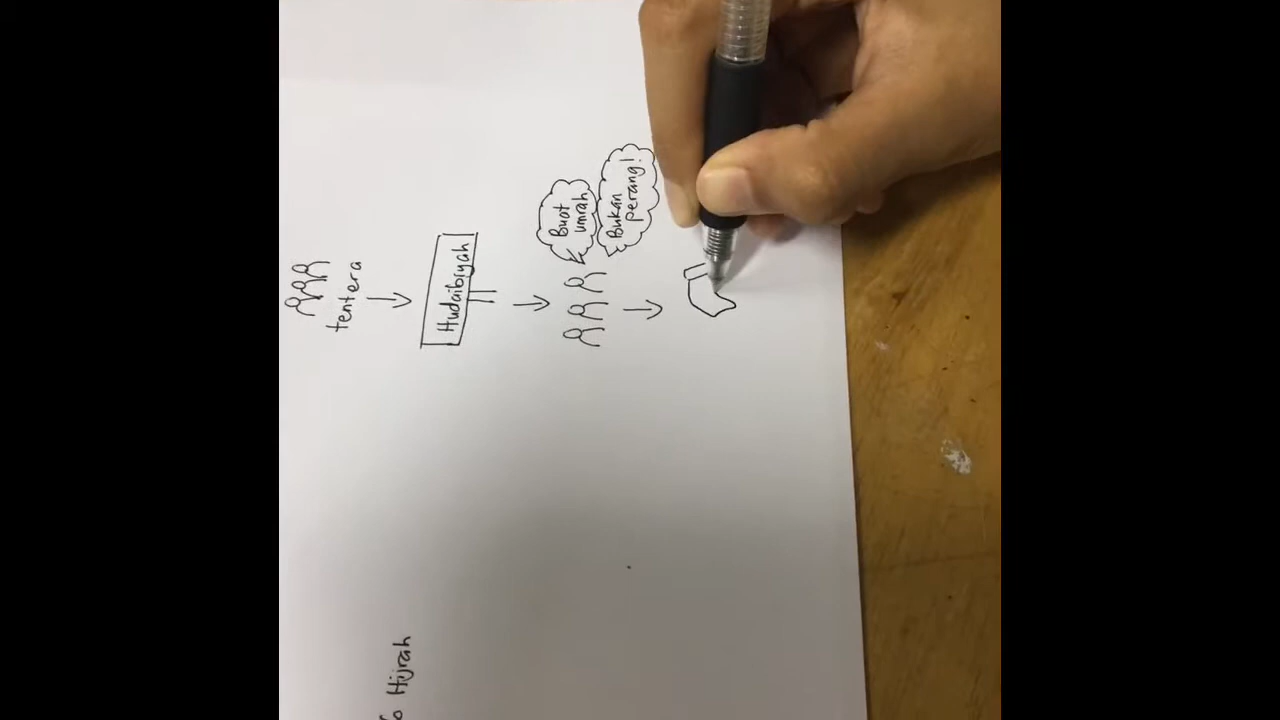 tentera
Hudaibiyah
Buat
umrah
Bukan
perang!
Hijrah